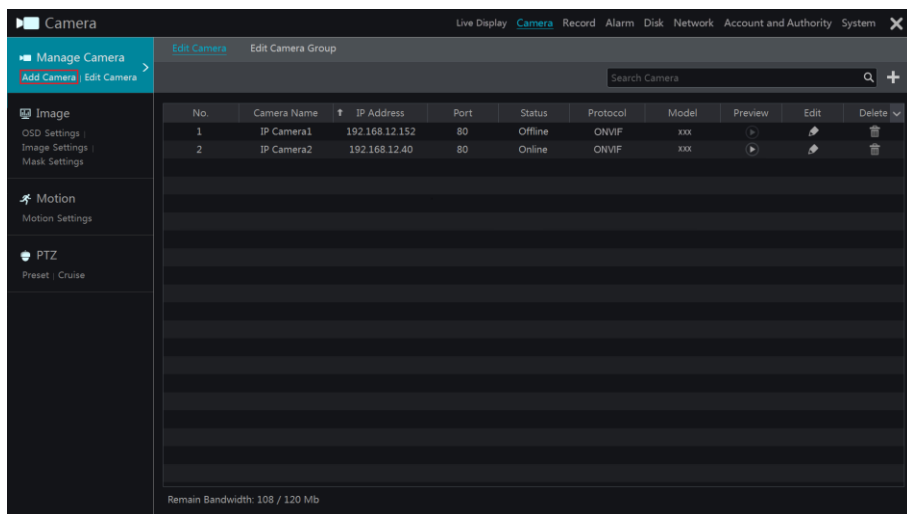 Camera
Live Display Camera Record Alarm Disk Network Account and Authority System
Manage Camera
Add Camera | Edit Camera
Image
OSD Settings |
Image Settings |
Mask Settings
Motion
Motion Settings
PTZ
Preset | Cruise
Edit Camera Edit Camera Group
Search Camera
No. Camera Name IP Address Port Status Protocol Model Preview Edit Delete
1 IP Camera1 192.168.12.152 80 Offline ONVIF xxx
2 IP Camera2 192.168.12.40 80 Online ONVIF xxx
Remain Bandwidth: 108 / 120 Mb